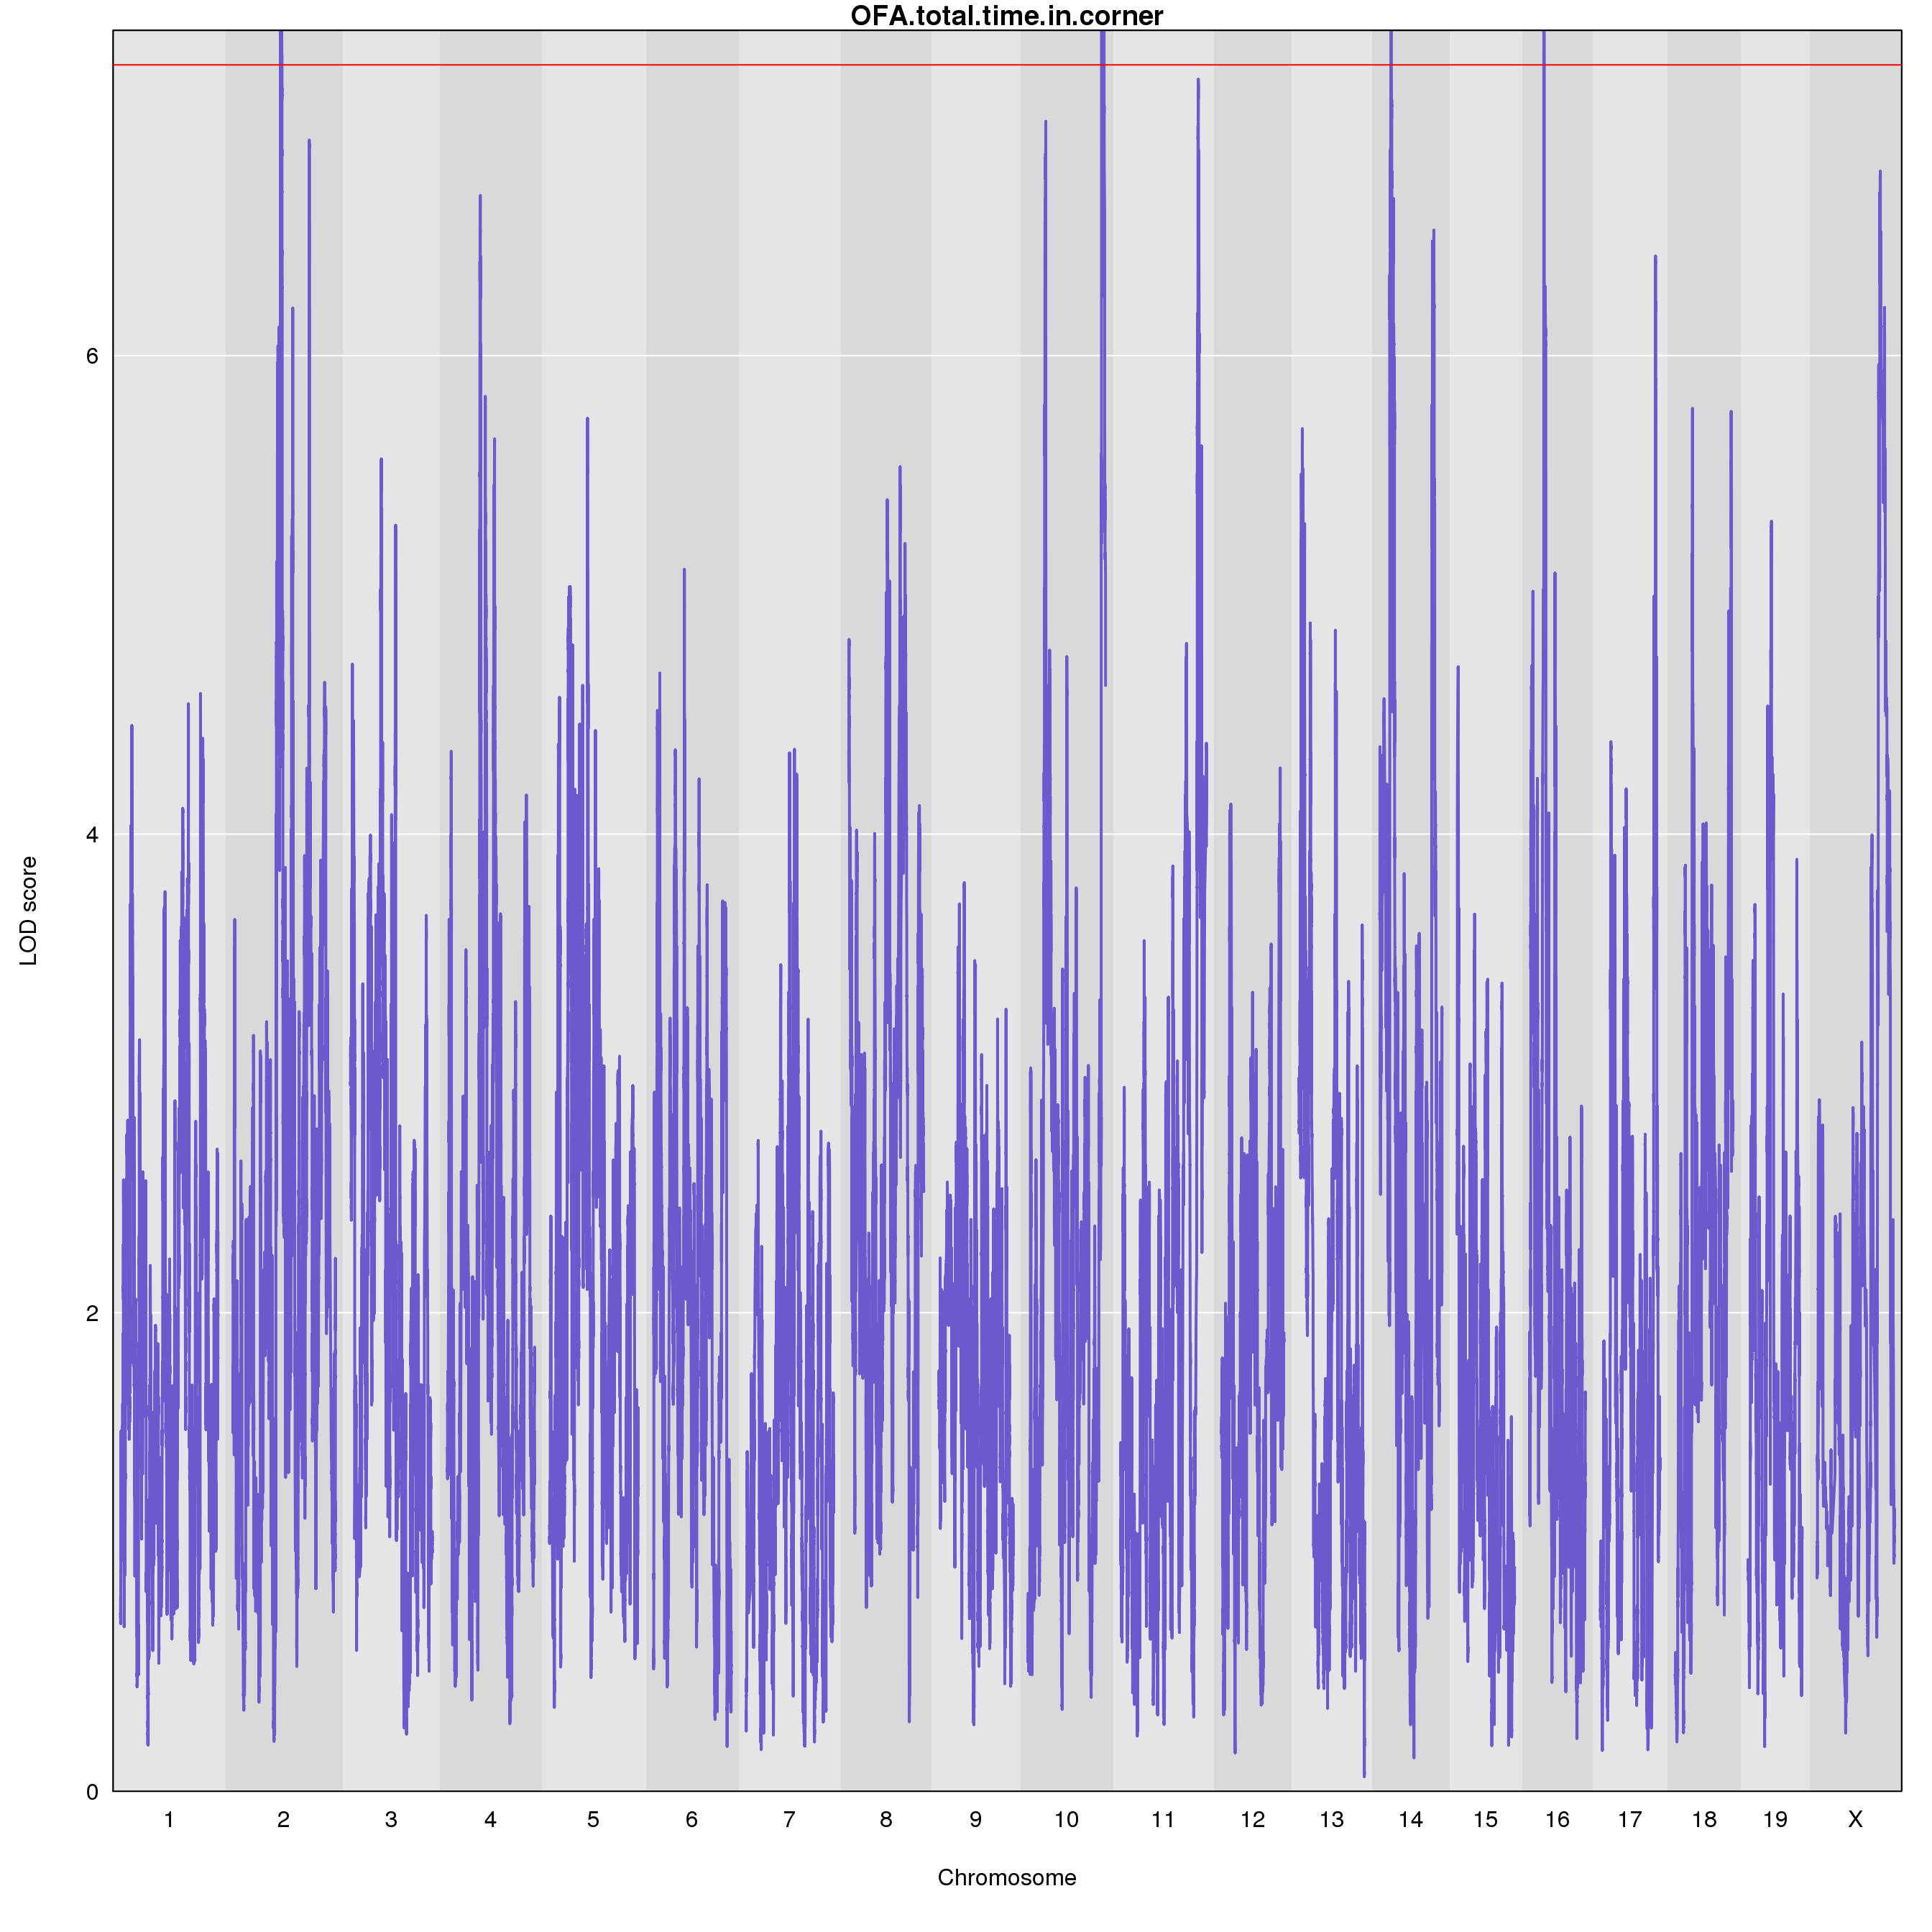 OFA.total.time.in.corner
6
4
2
0
LOD score
1 2 3 4 5 6 7 8 9 10 11 12 13 14 15 16 17 18 19 X
Chromosome